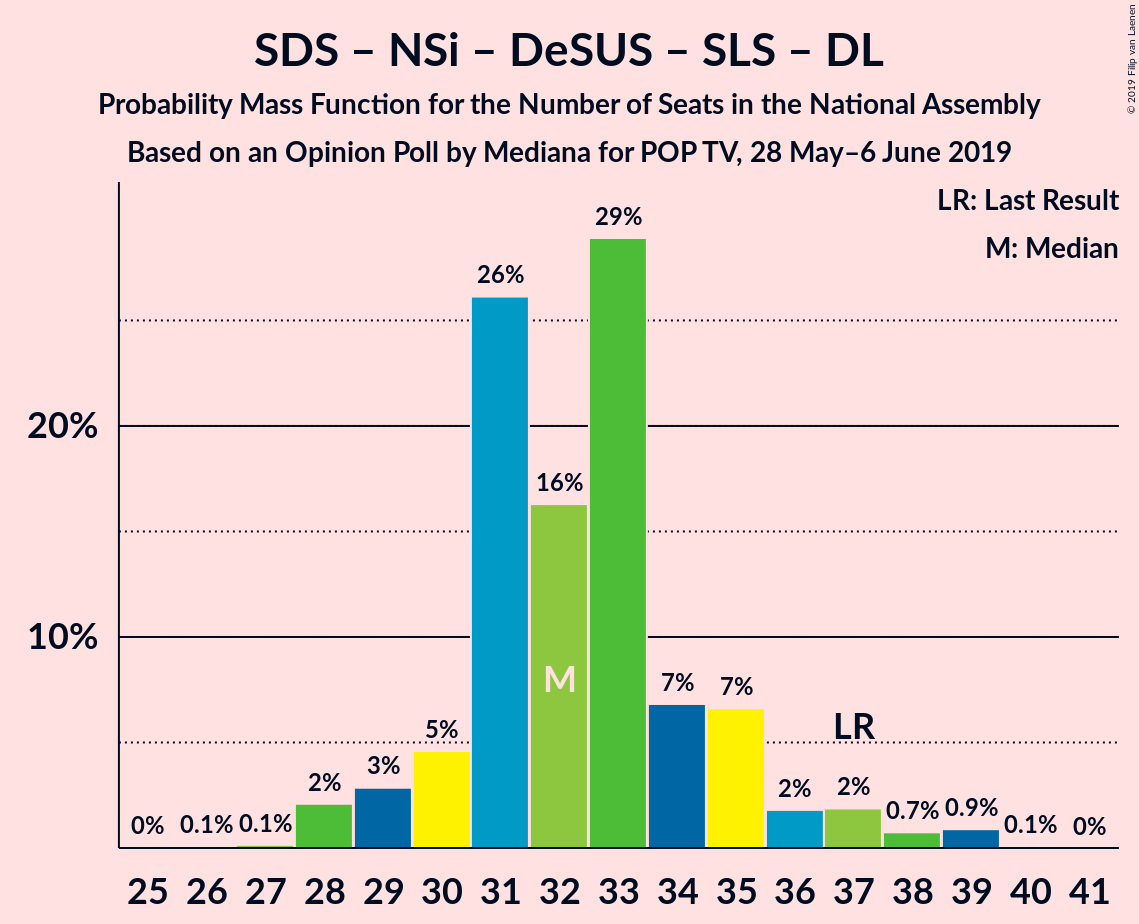 SDS – NSi – DeSUS – SLS – DL
Probability Mass Function for the Number of Seats in the National Assembly
Based on an Opinion Poll by Mediana for POP TV, 28 May–6 June 2019
© 2019 Filip van Laenen
LR: Last Result
M: Median
20%
10%
0%
0.1%
0.1%
2%
3%
5%
26%
16%
29%
7%
7%
2%
2%
0.7%
0.9%
0.1%
0%
M
LR
25 26 27 28 29 30 31 32 33 34 35 36 37 38 39 40 41